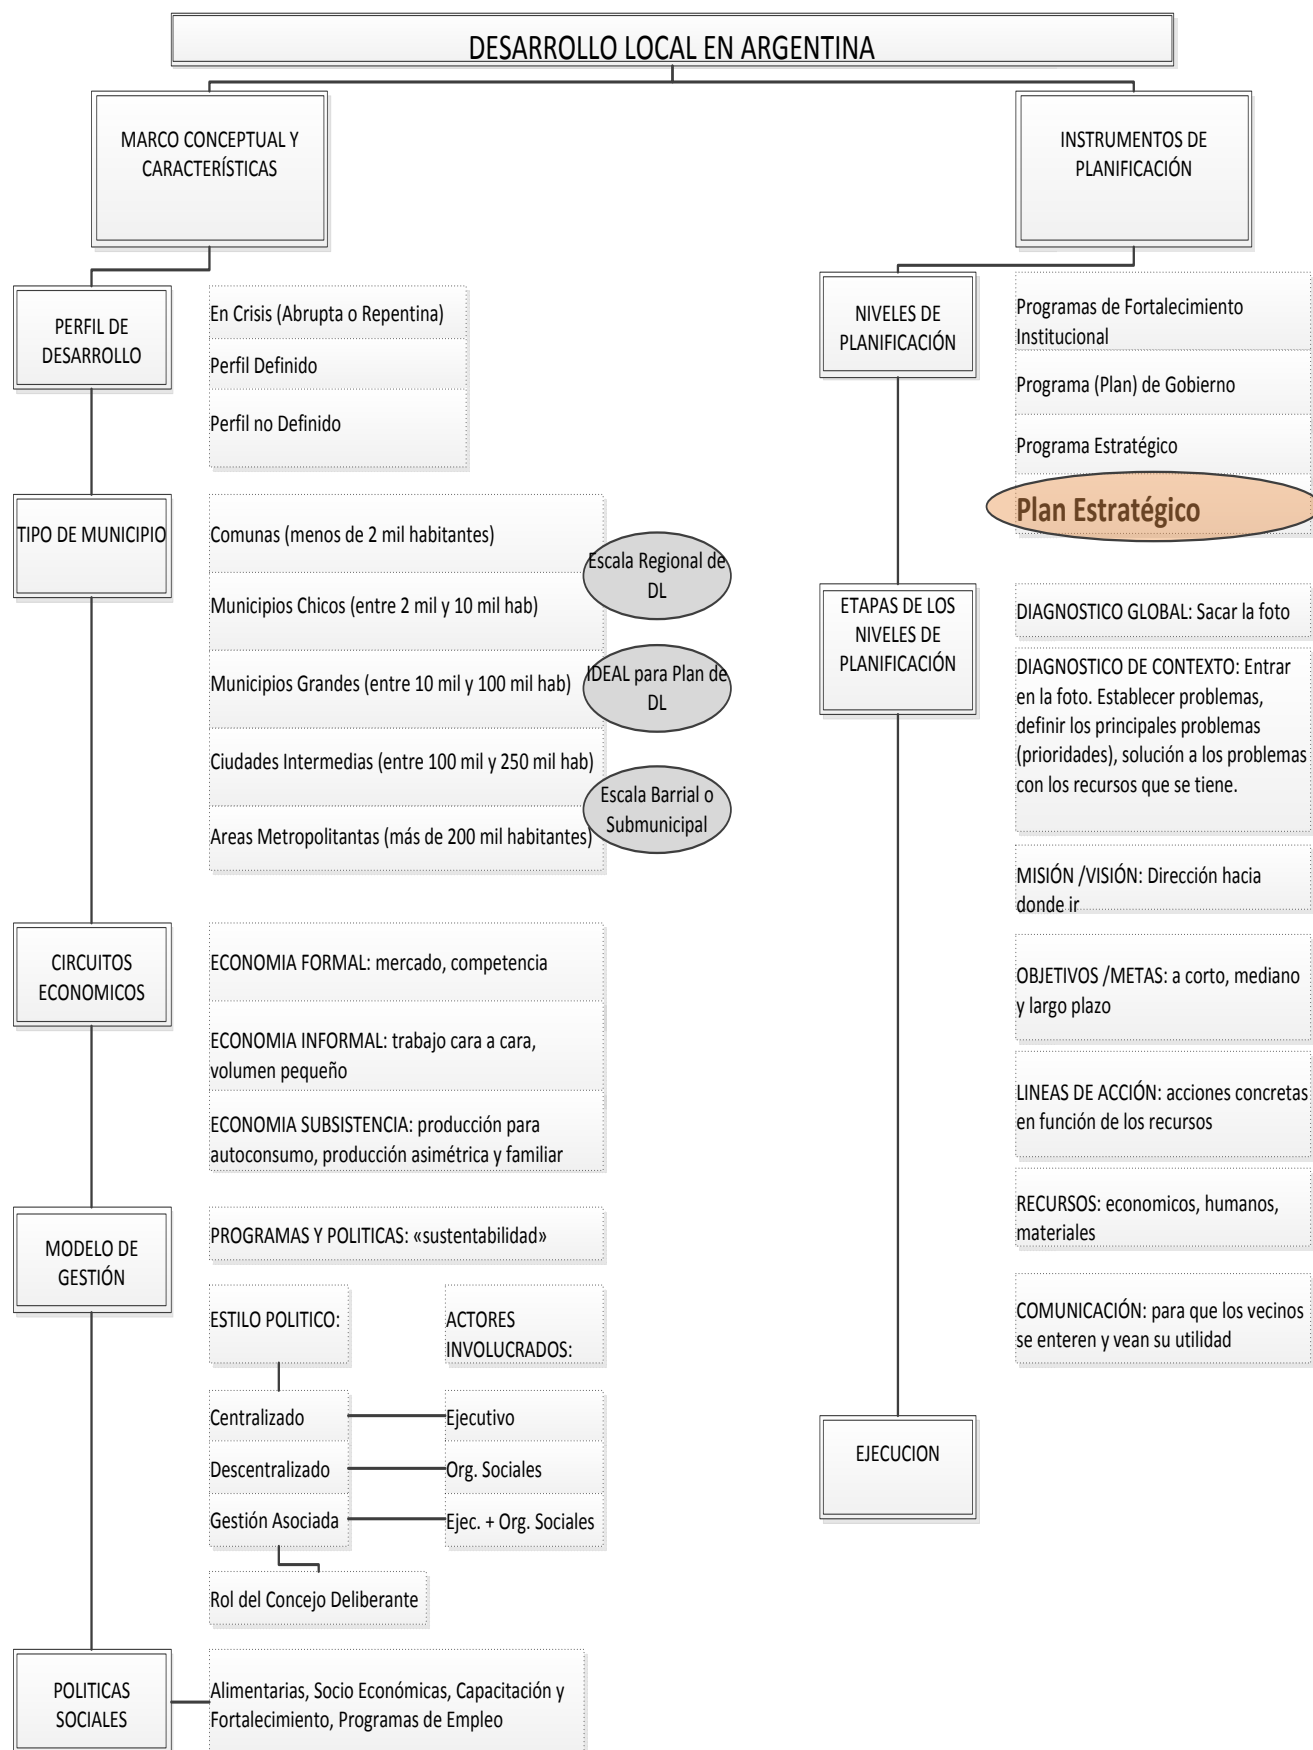 DESARROLLO LOCAL EN ARGENTINA
MARCO CONCEPTUAL Y
CARACTERÍSTICAS
PERFIL DE
DESARROLLO
En Crisis (Abrupta o Repentina)
Perfil Definido
Perfil no Definido
TIPO DE MUNICIPIO
Comunas (menos de 2 mil habitantes)
Municipios Chicos (entre 2 mil y 10 mil hab)
Municipios Grandes (entre 10 mil y 100 mil hab)
Ciudades Intermedias (entre 100 mil y 250 mil hab)
Areas Metropolitantas (más de 200 mil habitantes)
Escala Regional de
DL
IDEAL para Plan de
DL
Escala Barrial o
Submunicipal
CIRCUITOS
ECONOMICOS
ECONOMIA FORMAL: mercado, competencia
ECONOMIA INFORMAL: trabajo cara a cara,
volumen pequeño
ECONOMIA SUBSISTENCIA: producción para
autoconsumo, producción asimétrica y familiar
MODELO DE
GESTIÓN
PROGRAMAS Y POLITICAS: «sustentabilidad»
ESTILO POLITICO:
ACTORES
INVOLUCRADOS:
Centralizado
Ejecutivo
Descentralizado
Org. Sociales
Gestión Asociada
Ejec. + Org. Sociales
Rol del Concejo Deliberante
POLITICAS
SOCIALES
Alimentarias, Socio Económicas, Capacitación y
Fortalecimiento, Programas de Empleo
INSTRUMENTOS DE
PLANIFICACIÓN
NIVELES DE
PLANIFICACIÓN
Programas de Fortalecimiento
Institucional
Programa (Plan) de Gobierno
Programa Estratégico
Plan Estratégico
ETAPAS DE LOS
NIVELES DE
PLANIFICACIÓN
DIAGNOSTICO GLOBAL: Sacar la foto
DIAGNOSTICO DE CONTEXTO: Entrar
en la foto. Establecer problemas,
definir los principales problemas
(prioridades), solución a los problemas
con los recursos que se tiene.
MISIÓN /VISIÓN: Dirección hacia
donde ir
OBJETIVOS /METAS: a corto, mediano
y largo plazo
LINEAS DE ACCIÓN: acciones concretas
en función de los recursos
RECURSOS: economicos, humanos,
materiales
COMUNICACIÓN: para que los vecinos
se enteren y vean su utilidad
EJECUCION